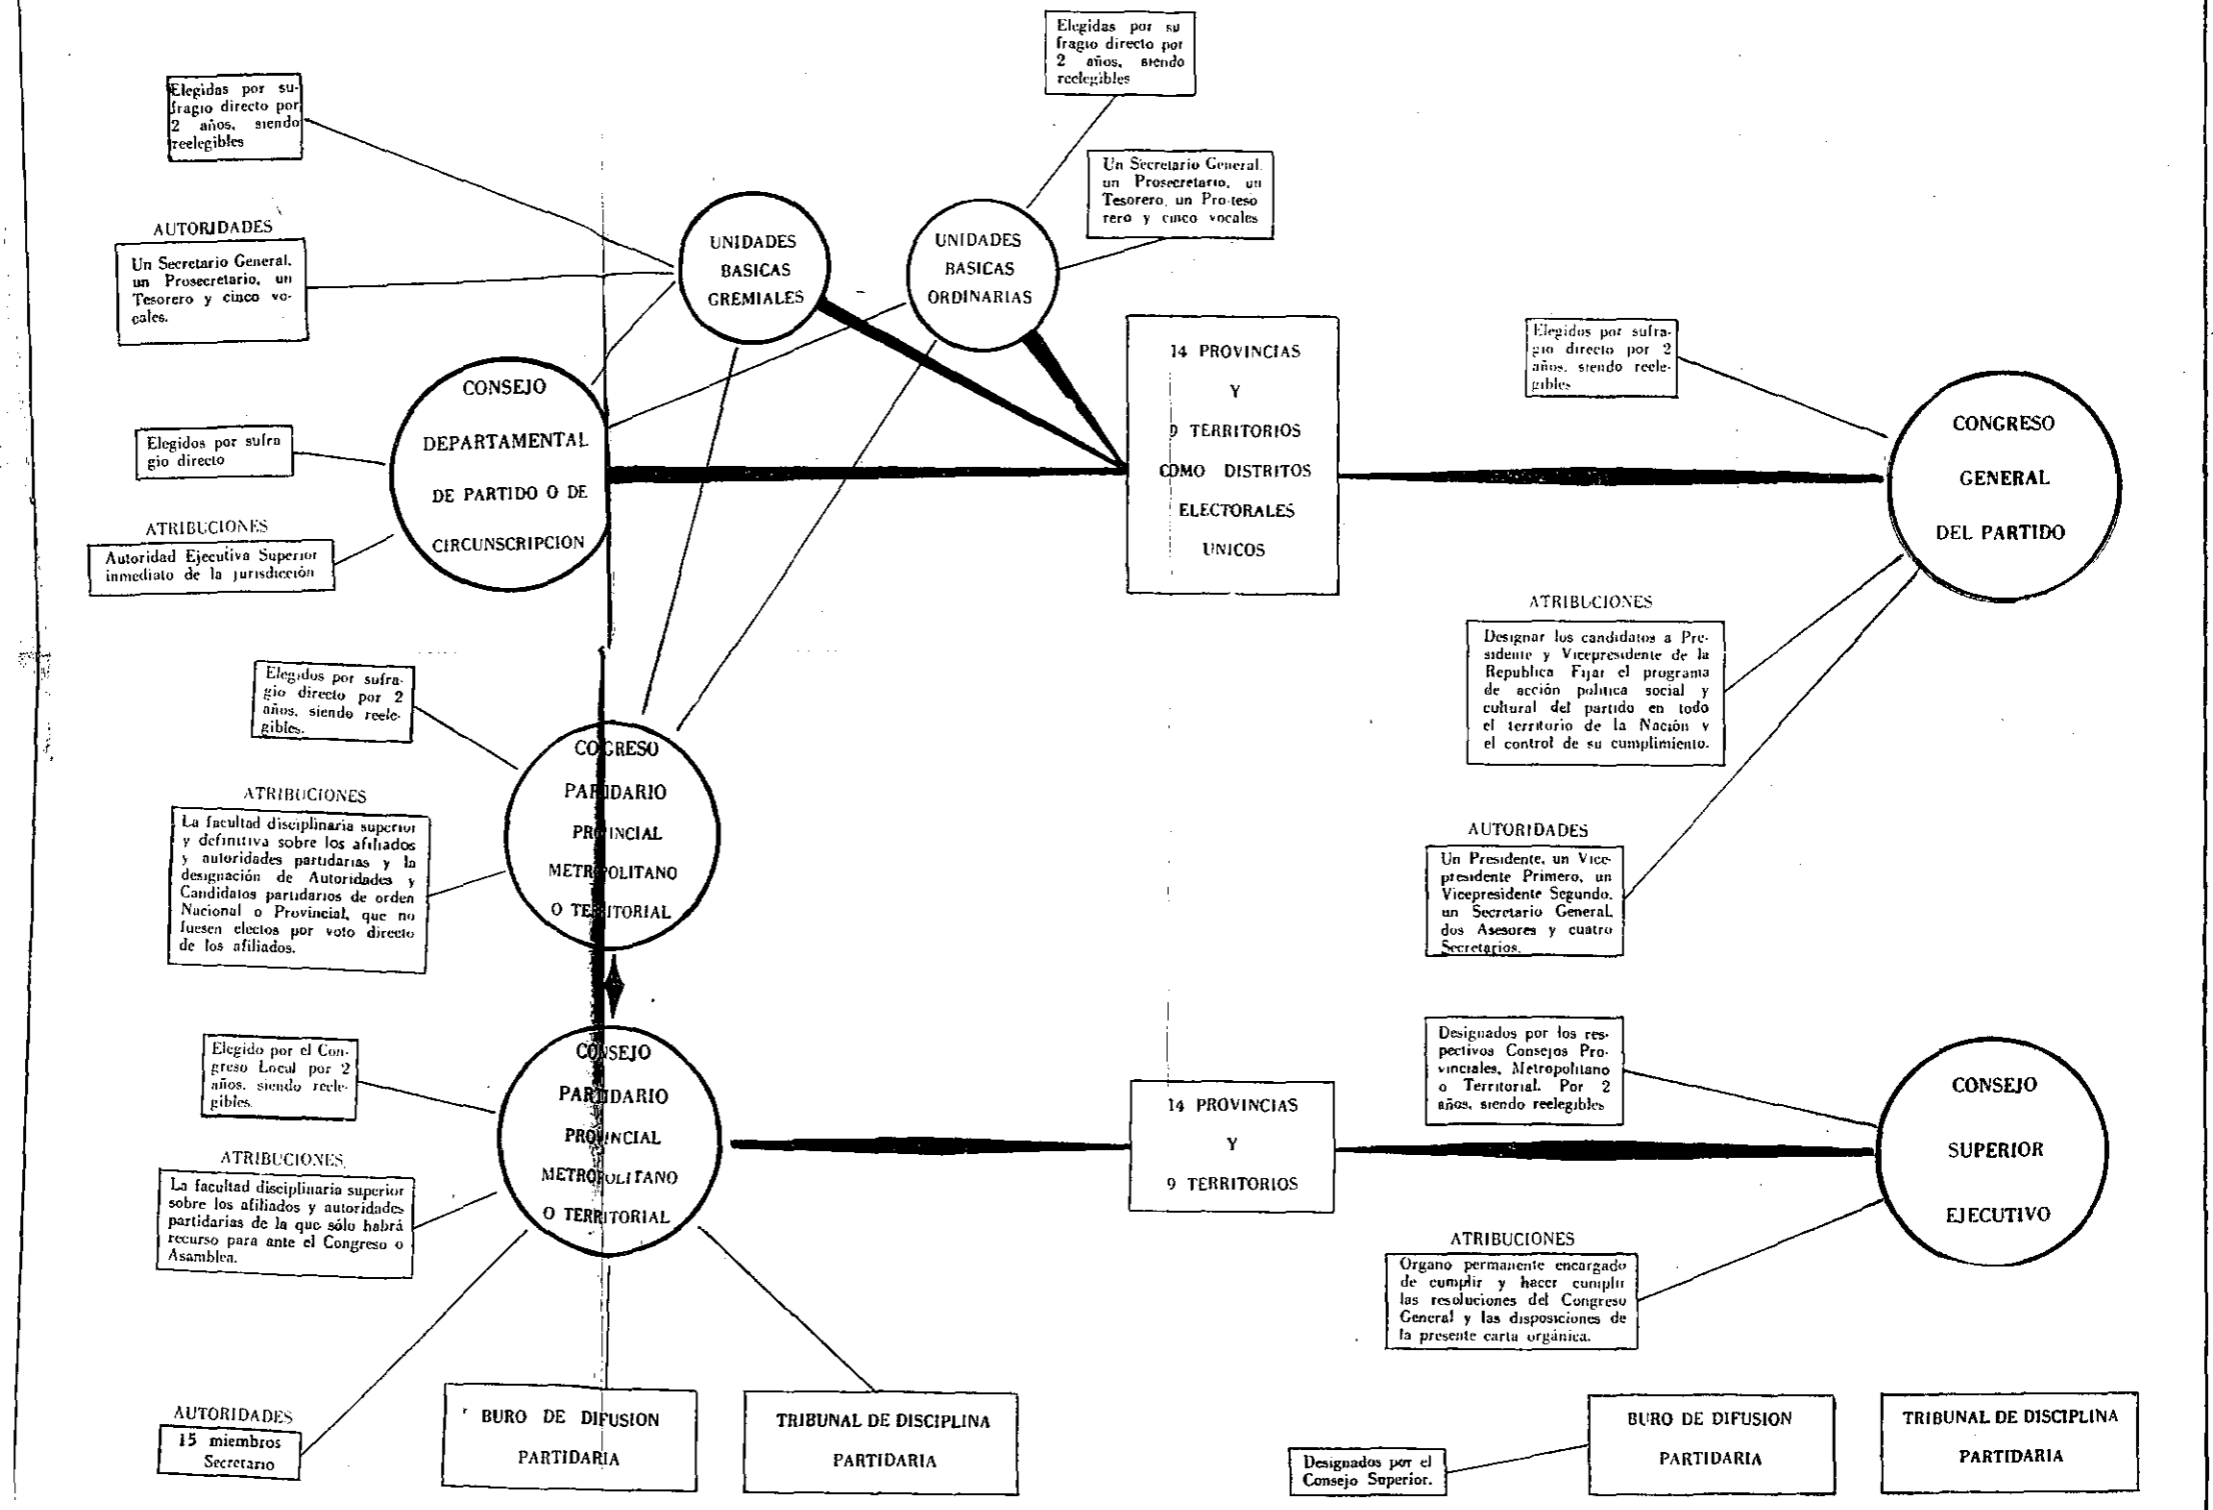 Elegidas por su
fragio directo por
2 años, siendo
reelegibles
Elegidas por su-
fragio directo por
2 años, siendo
reelegibles
Un Secretario General.
un Prosecretario, un
Tesorero, un Pro-teso
rero y cinco vocales
AUTORIDADES
Un Secretario General,
un Prosecretario, un
Tesorero y cinco vo-
cales.
UNIDADES
BASICAS
GREMIALES
UNIDADES
BASICAS
ORDINARIAS
14 PROVINCIAS
Y
9 TERRITORIOS
COMO DISTRITOS
ELECTORALES
UNICOS
Elegidos por sufra-
gio directo por 2
años, siendo reele-
gibles
CONGRESO
GENERAL
DEL PARTIDO
CONSEJO
DEPARTAMENTAL
DE PARTIDO O DE
CIRCUNSCRIPCION
Elegidos por sufra
gio directo
ATRIBUCIONES
Autoridad Ejecutiva Superior
inmediato de la jurisdicción
ATRIBUCIONES
Designar los candidatos a Pre-
sidente y Vicepresidente de la
Republica Fijar el programa
de acción politica social y
cultural del partido en todo
el territorio de la Nación y
el control de su cumplimiento.
Elegidos por sufra-
gio directo por 2
años, siendo reele-
gibles.
COGRESO
PARTIDARIO
PROVINCIAL
METROPOLITANO
O TERRITORIAL
ATRIBUCIONES
La facultad disciplinaria superior
y definitiva sobre los afiliados
y autoridades partidarias y la
designación de Autoridades y
Candidatos partidarios de orden
Nacional o Provincial, que no
fuesen electos por voto directo
de los afiliados.
AUTORIDADES
Un Presidente, un Vice-
presidente Primero, un
Vicepresidente Segundo,
un Secretario General,
dos Asesores y cuatro
Secretarios.
Elegido por el Con-
greso Local por 2
años, siendo reele-
gibles.
CONSEJO
PARTIDARIO
PROVINCIAL
METROPOLITANO
O TERRITORIAL
ATRIBUCIONES
La facultad disciplinaria superior
sobre los afiliados y autoridades
partidarias de la que sólo habrá
recurso para ante el Congreso o
Asamblea.
14 PROVINCIAS
Y
9 TERRITORIOS
Designados por los res-
pectivos Consejos Pro-
vinciales, Metropolitano
o Territorial. Por 2
años, siendo reelegibles
CONSEJO
SUPERIOR
EJECUTIVO
ATRIBUCIONES
Organo permanente encargado
de cumplir y hacer cumplir
las resoluciones del Congreso
General y las disposiciones de
la presente carta orgánica.
AUTORIDADES
15 miembros
Secretario
BURO DE DIFUSION
PARTIDARIA
TRIBUNAL DE DISCIPLINA
PARTIDARIA
Designados por el
Consejo Superior.
BURO DE DIFUSION
PARTIDARIA
TRIBUNAL DE DISCIPLINA
PARTIDARIA